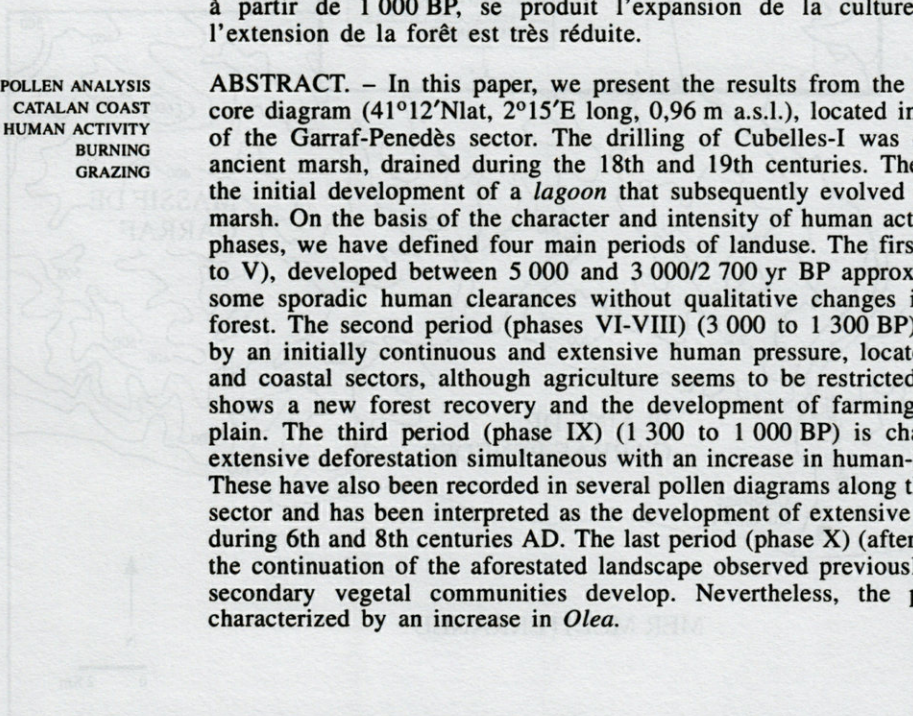 à partir de 1 000 BP, se produit l'expansion de la culture
l'extension de la forêt est très réduite.
POLLEN ANALYSIS
CATALAN COAST
HUMAN ACTIVITY
BURNING
GRAZING
ABSTRACT. – In this paper, we present the results from the
core diagram (41°12′Nlat, 2°15′E long, 0,96 m a.s.l.), located in
of the Garraf-Penedès sector. The drilling of Cubelles-I was
ancient marsh, drained during the 18th and 19th centuries. The
the initial development of a lagoon that subsequently evolved
marsh. On the basis of the character and intensity of human act
phases, we have defined four main periods of landuse. The firs
to V), developed between 5 000 and 3 000/2 700 yr BP approx
some sporadic human clearances without qualitative changes i
forest. The second period (phases VI-VIII) (3 000 to 1 300 BP)
by an initially continuous and extensive human pressure, locat
and coastal sectors, although agriculture seems to be restricted
shows a new forest recovery and the development of farming
plain. The third period (phase IX) (1 300 to 1 000 BP) is cha
extensive deforestation simultaneous with an increase in human-
These have also been recorded in several pollen diagrams along t
sector and has been interpreted as the development of extensive
during 6th and 8th centuries AD. The last period (phase X) (after
the continuation of the aforestated landscape observed previous
secondary vegetal communities develop. Nevertheless, the p
characterized by an increase in Olea.
MASSIF DE
GARRAF
MER MÉDITERRANÉE